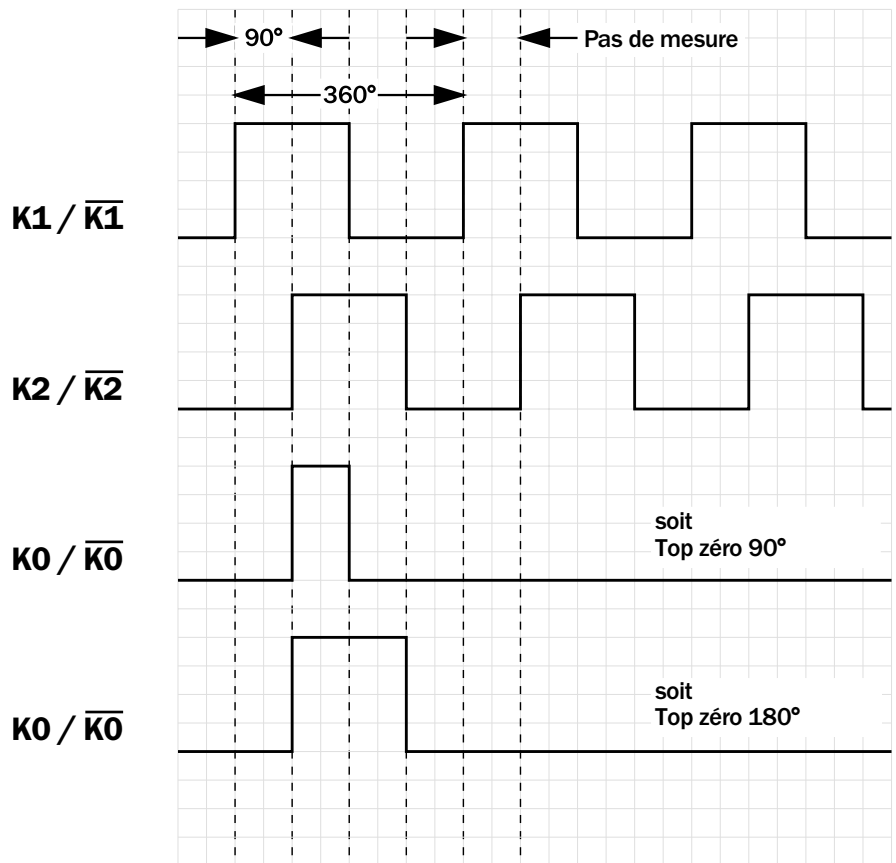 90°
Pas de mesure
360°
K1 / K̅1̅
K2 / K̅2̅
K0 / K̅0̅
soit
Top zéro 90°
K0 / K̅0̅
soit
Top zéro 180°